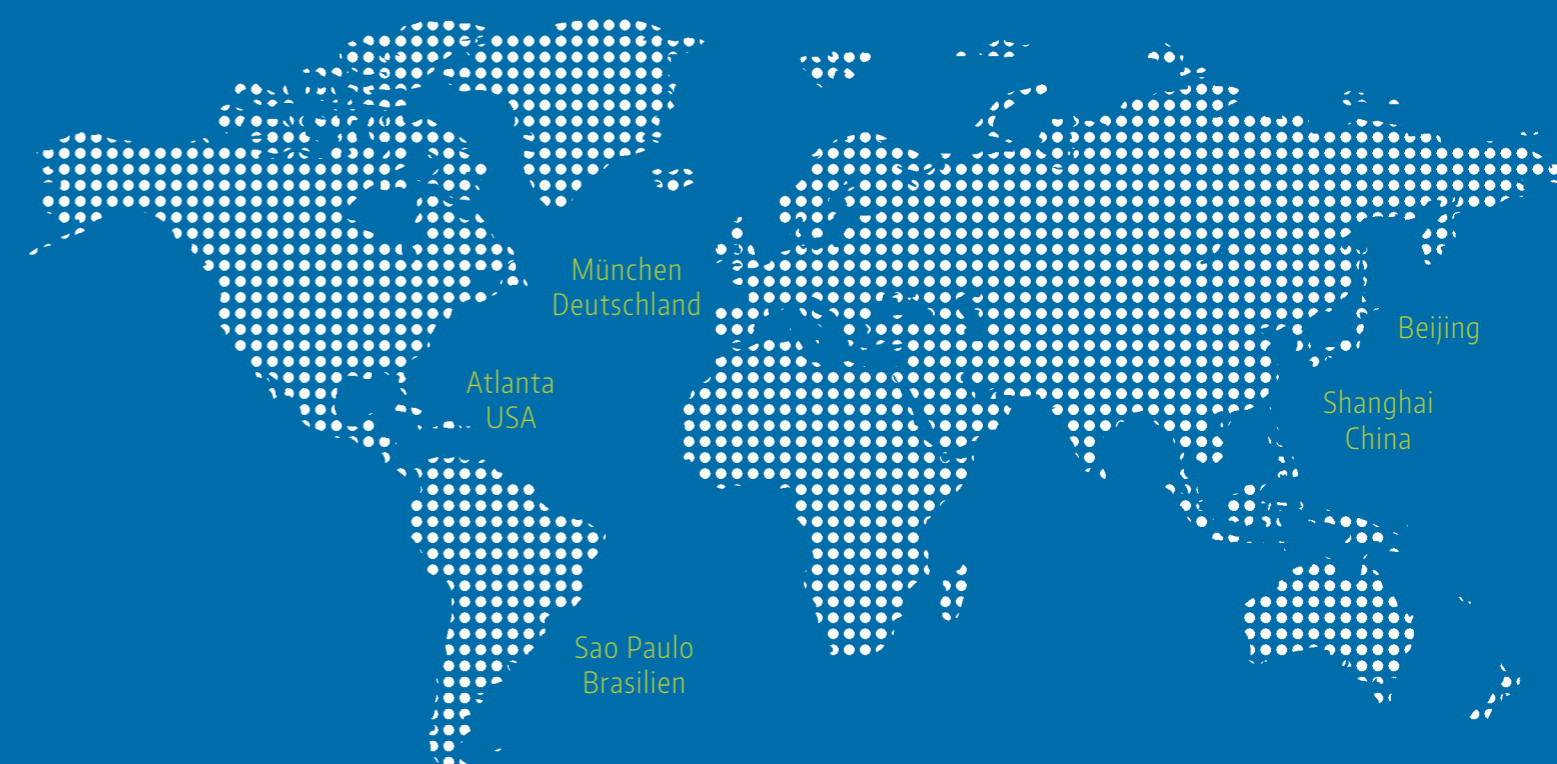 München
Deutschland
Beijing
Atlanta
USA
Shanghai
China
Sao Paulo
Brasilien